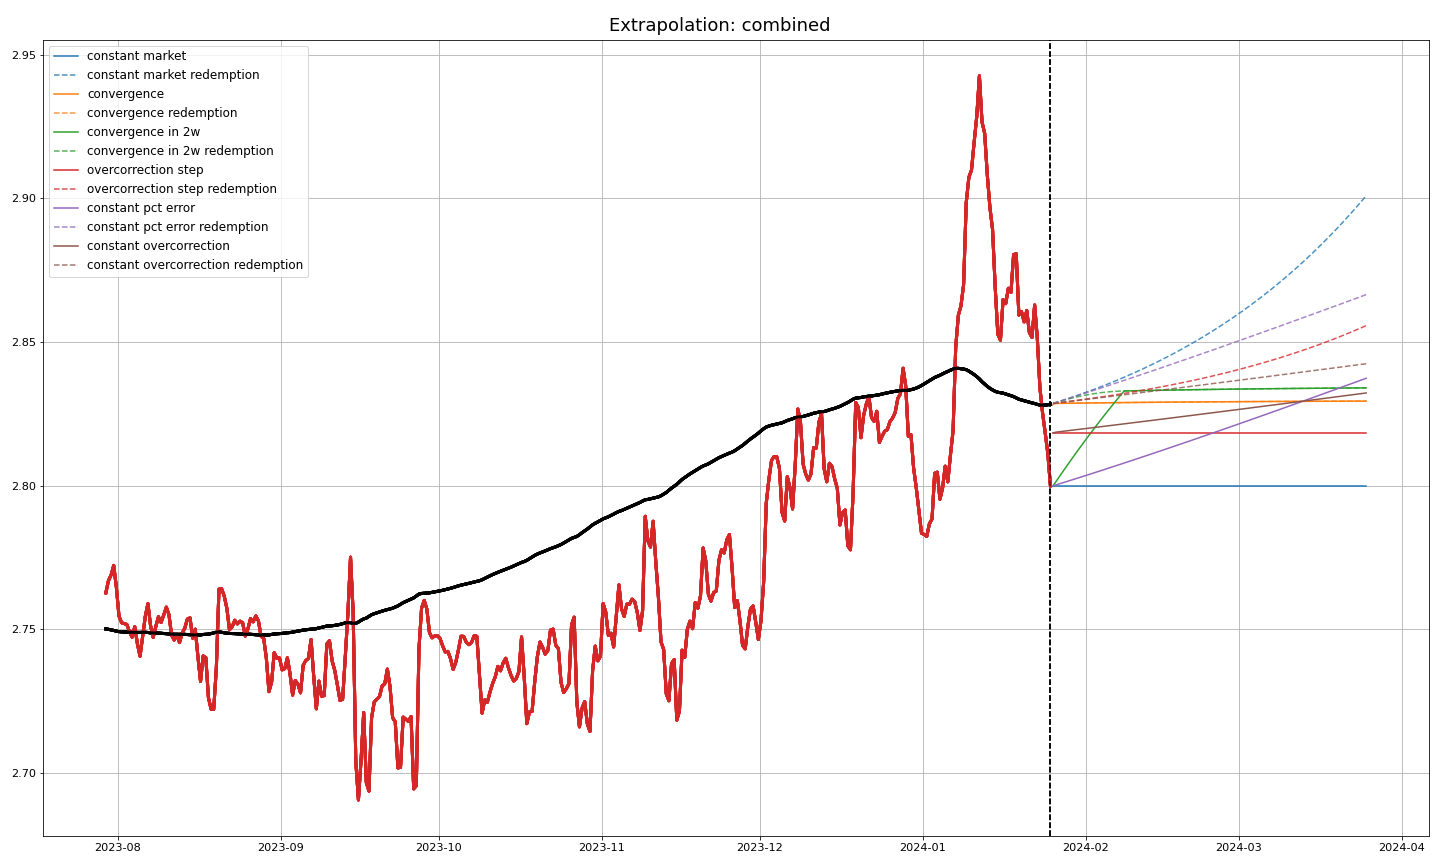 Extrapolation: combined
2.95
2.90
2.85
2.80
2.75
2.70
constant market
constant market redemption
convergence
convergence redemption
convergence in 2w
convergence in 2w redemption
overcorrection step
overcorrection step redemption
constant pct error
constant pct error redemption
constant overcorrection
constant overcorrection redemption
2023-08
2023-09
2023-10
2023-11
2023-12
2024-01
2024-02
2024-03
2024-04